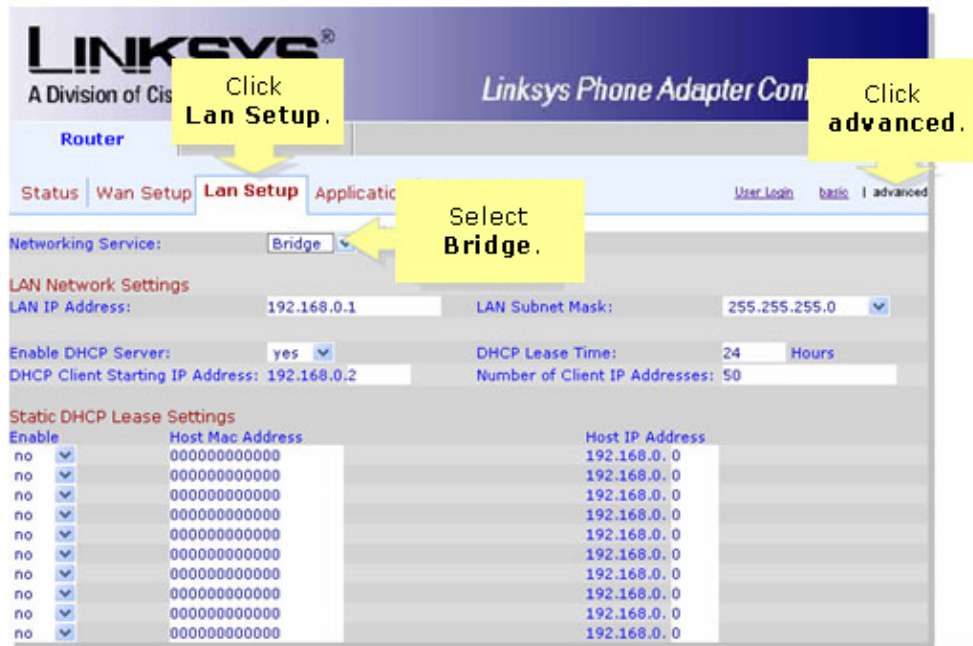 LINKSYS®
A Division of Cis
Linksys Phone Adapter Con
Click
Lan Setup.
Click
advanced.
Router
Status Wan Setup Lan Setup Applicatio
User Login basic | advanced
Select
Bridge.
Networking Service: Bridge
LAN Network Settings
LAN IP Address: 192.168.0.1 LAN Subnet Mask: 255.255.255.0
Enable DHCP Server: yes DHCP Lease Time: 24 Hours
DHCP Client Starting IP Address: 192.168.0.2 Number of Client IP Addresses: 50
Static DHCP Lease Settings
Enable Host Mac Address Host IP Address
no 000000000000 192.168.0. 0
no 000000000000 192.168.0. 0
no 000000000000 192.168.0. 0
no 000000000000 192.168.0. 0
no 000000000000 192.168.0. 0
no 000000000000 192.168.0. 0
no 000000000000 192.168.0. 0
no 000000000000 192.168.0. 0
no 000000000000 192.168.0. 0
no 000000000000 192.168.0. 0